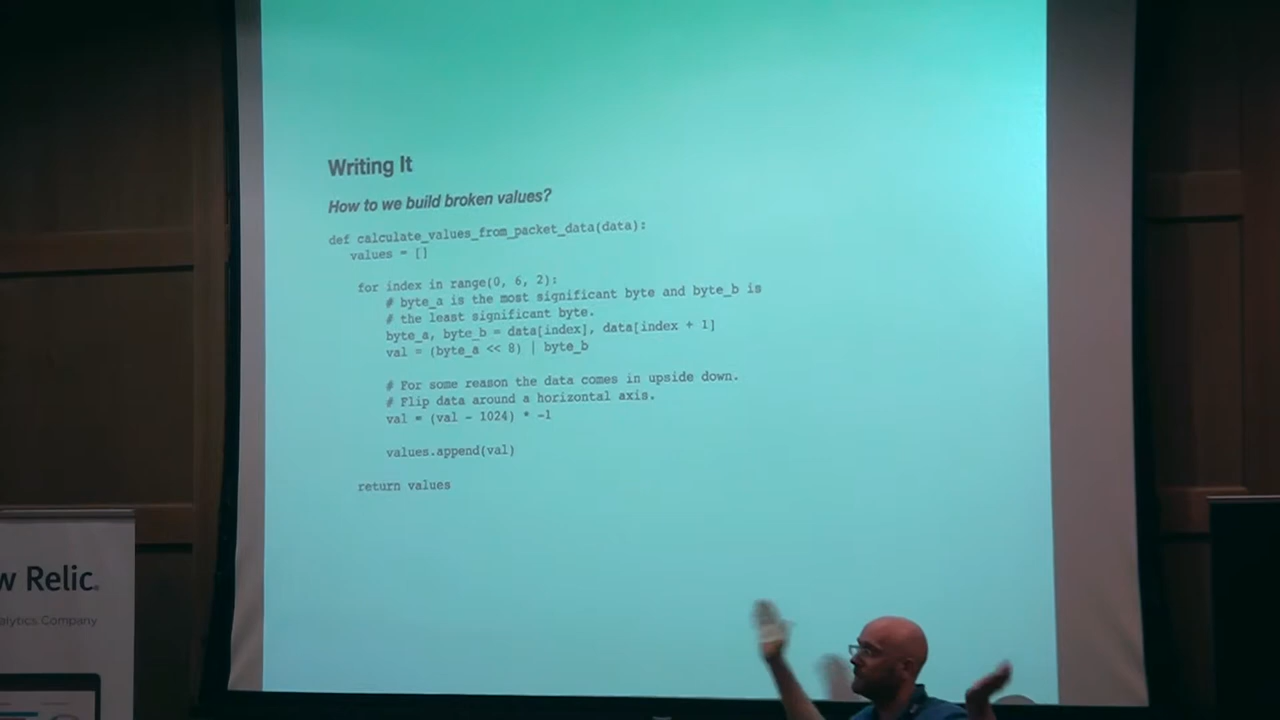 Writing It
How to we build broken values?
def calculate_values_from_packet_data(data):
values = []
for index in range(0, 6, 2):
# byte_a is the most significant byte and byte_b is
# the least significant byte.
byte_a, byte_b = data[index], data[index + 1]
val = (byte_a << 8) | byte_b
# For some reason the data comes in upside down.
# Flip data around a horizontal axis.
val = (val - 1024) * -1
values.append(val)
return values
w Relic.
alytics Company